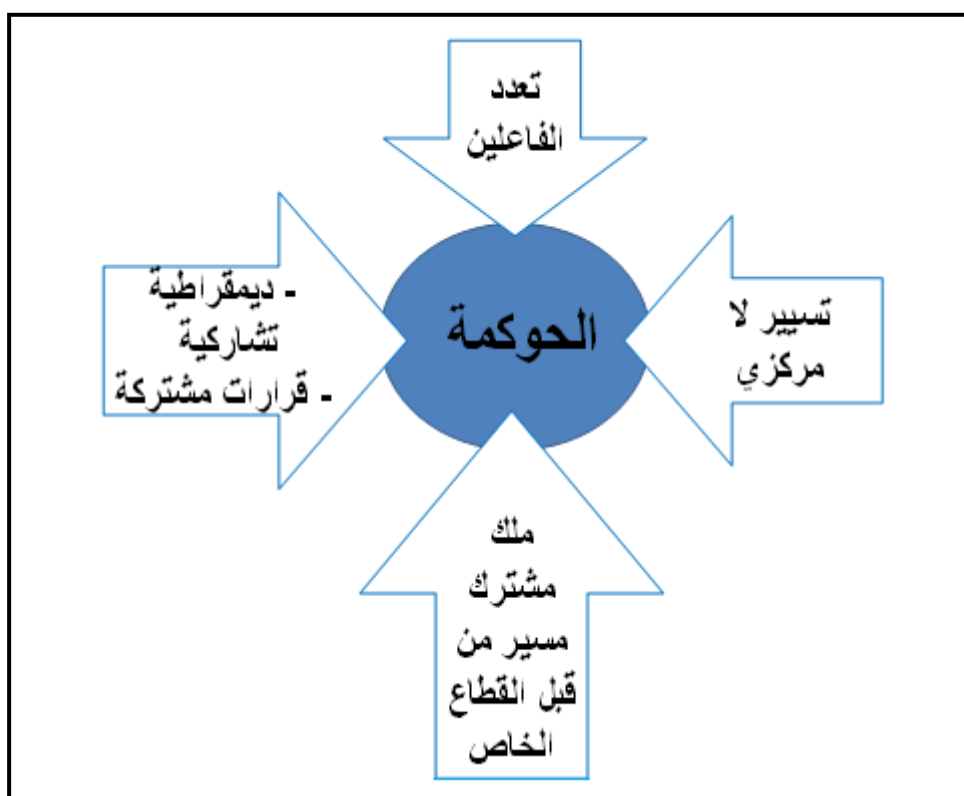 تعدد
الفاعلين
تسيير لا
مركزي
الحوكمة
- ديمقراطية
تشاركية
- قرارات مشتركة
ملك
مشترك
مسير من
قبل القطاع
الخاص